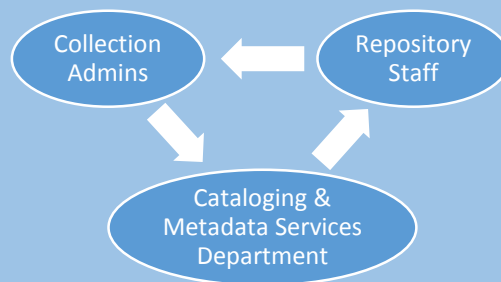 Collection
Admins
Repository
Staff
Cataloging &
Metadata Services
Department